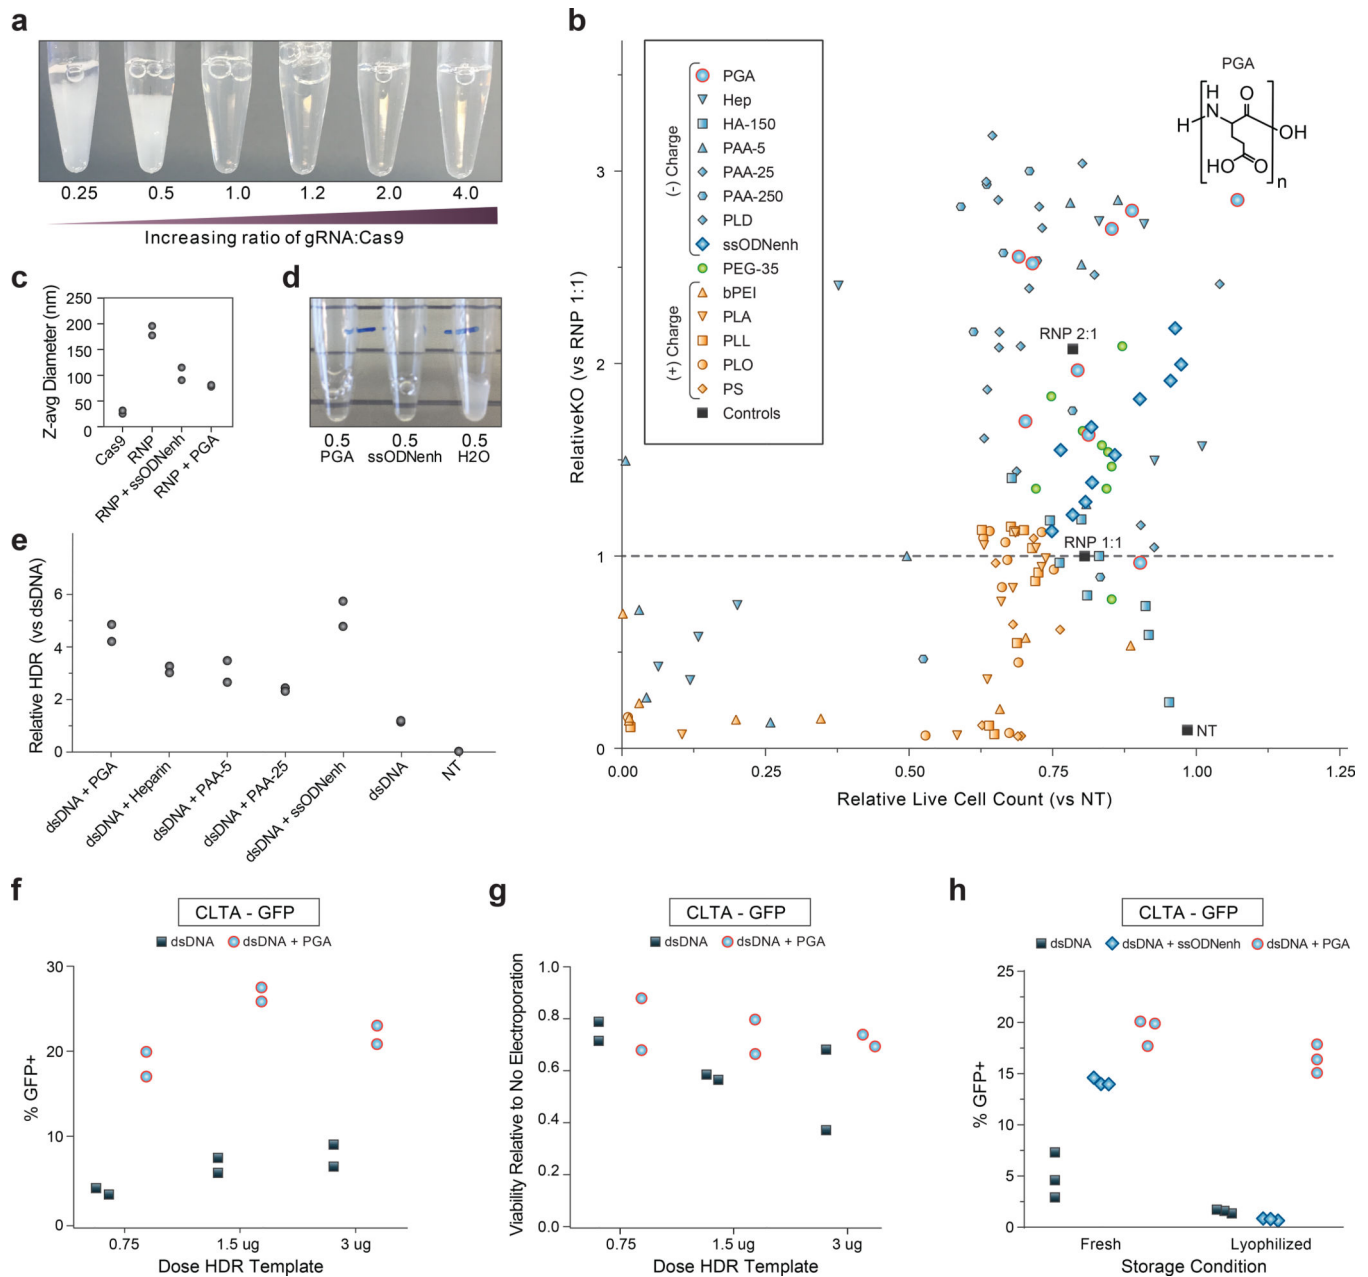 a
0.25 0.5 1.0 1.2 2.0 4.0
Increasing ratio of gRNA:Cas9
b
RelativeKO (vs RNP 1:1)
3
2
1
0
0.00 0.25 0.50 0.75 1.00 1.25
Relative Live Cell Count (vs NT)
(-) Charge
PGA
Hep
HA-150
PAA-5
PAA-25
PAA-250
PLD
ssODNenh
PEG-35
(+) Charge
bPEI
PLA
PLL
PLO
PS
Controls
RNP 2:1
RNP 1:1
NT
PGA
H
H
N
O
OH
HO
O
n
c
Z-avg Diameter (nm)
250
200
150
100
50
0
Cas9
RNP
RNP + ssODNenh
RNP + PGA
d
0.5 0.5 0.5
PGA ssODNenh H2O
e
Relative HDR (vs dsDNA)
6
4
2
0
dsDNA + PGA
dsDNA + Heparin
dsDNA + PAA-5
dsDNA + PAA-25
dsDNA + ssODNenh
dsDNA
NT
f
CLTA - GFP
dsDNA dsDNA + PGA
% GFP+
30
20
10
0
0.75 1.5 ug 3 ug
Dose HDR Template
g
CLTA - GFP
dsDNA dsDNA + PGA
Viability Relative to No Electroporation
1.0
0.8
0.6
0.4
0.2
0.0
0.75 1.5 ug 3 ug
Dose HDR Template
h
CLTA - GFP
dsDNA dsDNA + ssODNenh dsDNA + PGA
% GFP+
25
20
15
10
5
0
Fresh Lyophilized
Storage Condition